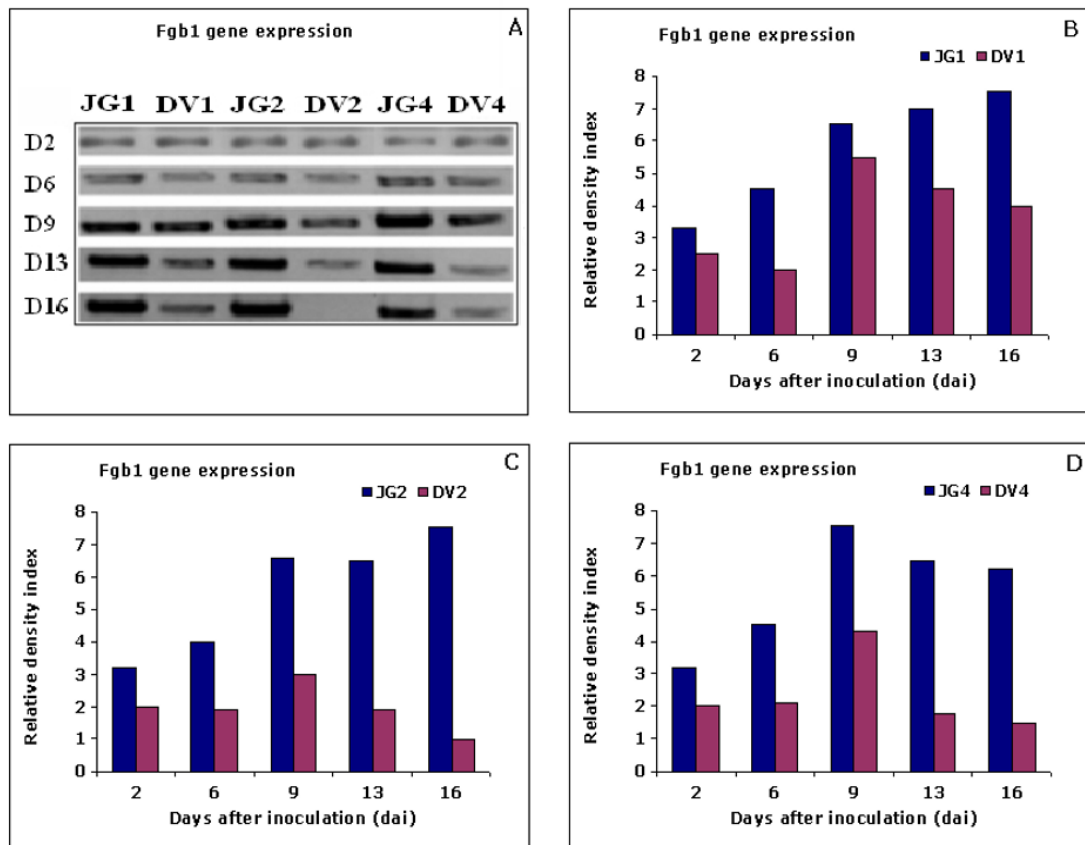 Fgb1 gene expression
A
JG1 DV1 JG2 DV2 JG4 DV4
D2
D6
D9
D13
D16
Fgb1 gene expression
B
JG1 DV1
Relative density index
8
7
6
5
4
3
2
1
0
2 6 9 13 16
Days after inoculation (dai)
Fgb1 gene expression
C
JG2 DV2
Relative density index
8
7
6
5
4
3
2
1
0
2 6 9 13 16
Days after inoculation (dai)
Fgb1 gene expression
D
JG4 DV4
Relative density index
8
7
6
5
4
3
2
1
0
2 6 9 13 16
Days after inoculation (dai)